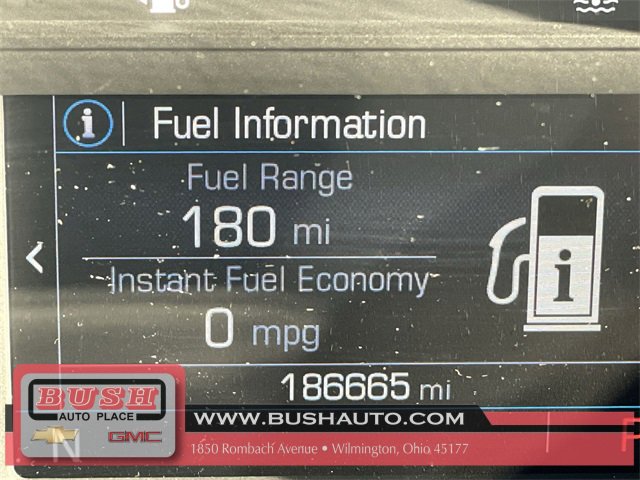 i Fuel Information
Fuel Range
180 mi
Instant Fuel Economy
0 mpg
i
186665 mi
BUSH
AUTO PLACE
GMC
N
WWW.BUSHAUTO.COM
1850 Rombach Avenue • Wilmington, Ohio 45177